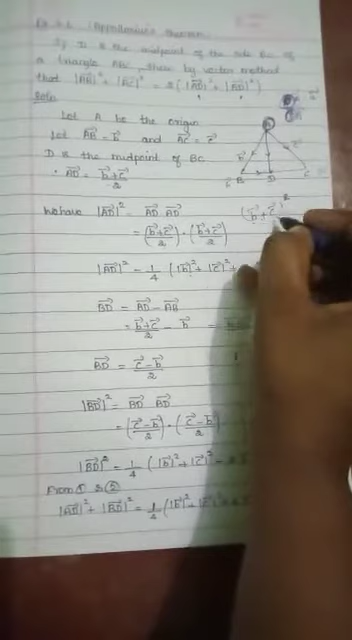 Appollonius theorem
If D is the midpoint of the side BC of
a triangle ABC show by vector method
that |AB|² + |AC|² = 2(|AD|² + |BD|²)
Soln
Let A be the origin
Let AB⃗ = b⃗ and AC⃗ = c⃗
D is the midpoint of BC
∴ AD⃗ = (b⃗+c⃗)/2
A
b⃗
c⃗
B D C
we have |AD⃗|² = AD⃗ · AD⃗
(b⃗+c⃗)²
= ((b⃗+c⃗)/2) · ((b⃗+c⃗)/2)
|AD⃗|² = 1/4 (|b⃗|² + |c⃗|² +
BD⃗ = AD⃗ − AB⃗
= (b⃗+c⃗)/2 − b⃗ =
BD⃗ = (c⃗−b⃗)/2
|BD⃗|² = BD⃗ · BD⃗
= ((c⃗−b⃗)/2) · ((c⃗−b⃗)/2)
|BD⃗|² = 1/4 (|b⃗|² + |c⃗|² −
From ① & ②
|AD⃗|² + |BD⃗|² = 1/4 (|b⃗|² + |c⃗|² +